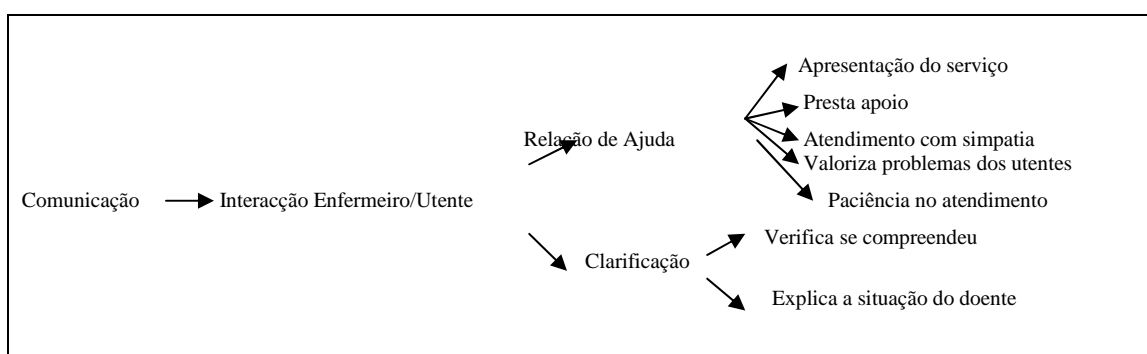 Apresentação do serviço
Presta apoio
Relação de Ajuda
Atendimento com simpatia
Valoriza problemas dos utentes
Comunicação
Interacção Enfermeiro/Utente
Paciência no atendimento
Verifica se compreendeu
Clarificação
Explica a situação do doente